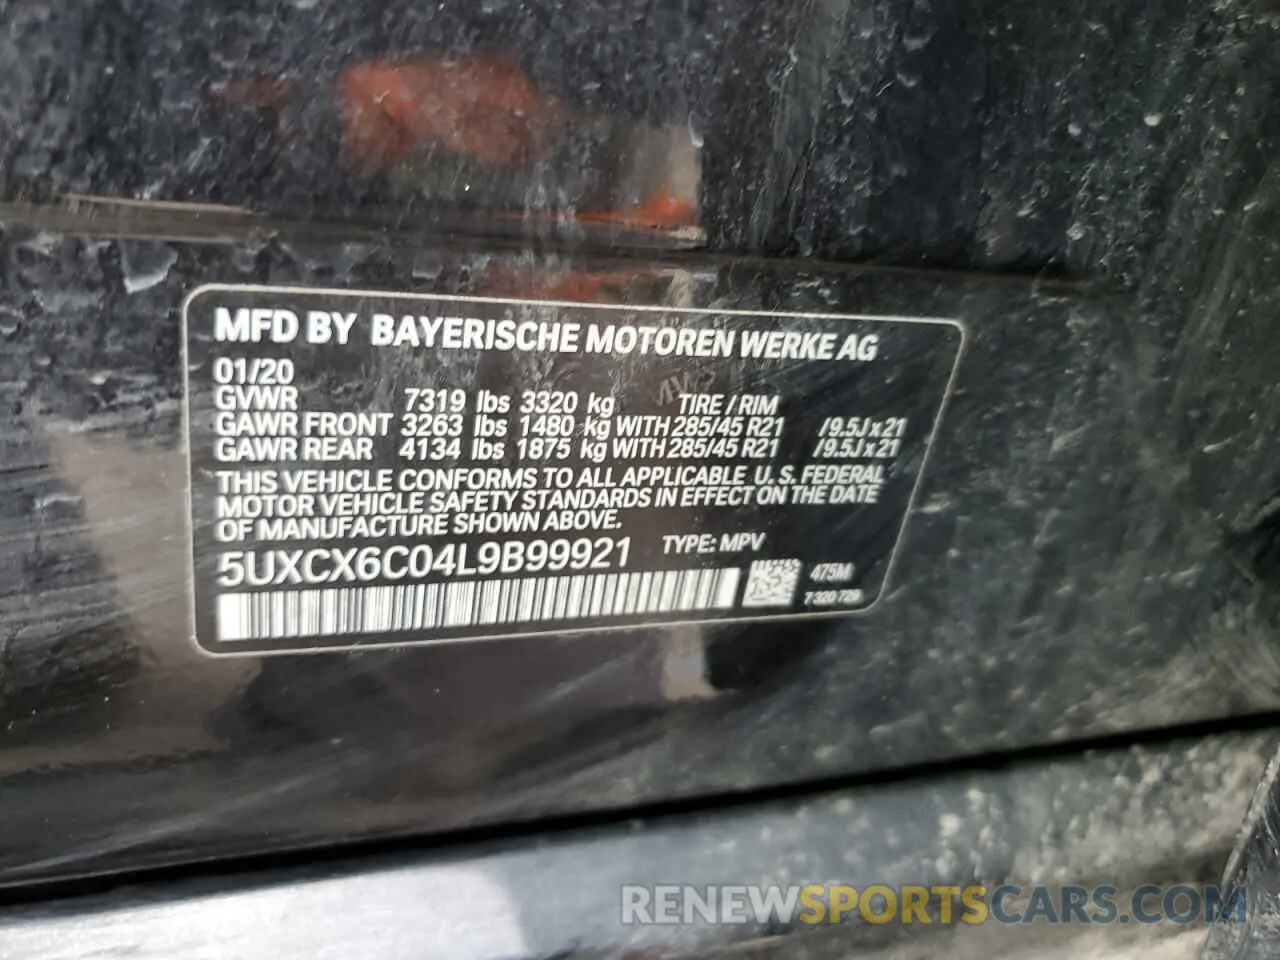 MFD BY BAYERISCHE MOTOREN WERKE AG
01/20
GVWR 7319 lbs 3320 kg TIRE / RIM
GAWR FRONT 3263 lbs 1480 kg WITH 285/45 R21 /9.5J x 21
GAWR REAR 4134 lbs 1875 kg WITH 285/45 R21 /9.5J x 21
THIS VEHICLE CONFORMS TO ALL APPLICABLE U.S. FEDERAL
MOTOR VEHICLE SAFETY STANDARDS IN EFFECT ON THE DATE
OF MANUFACTURE SHOWN ABOVE.
5UXCX6C04L9B99921 TYPE: MPV
475M
7 320 729
RENEWSPORTSCARS.COM